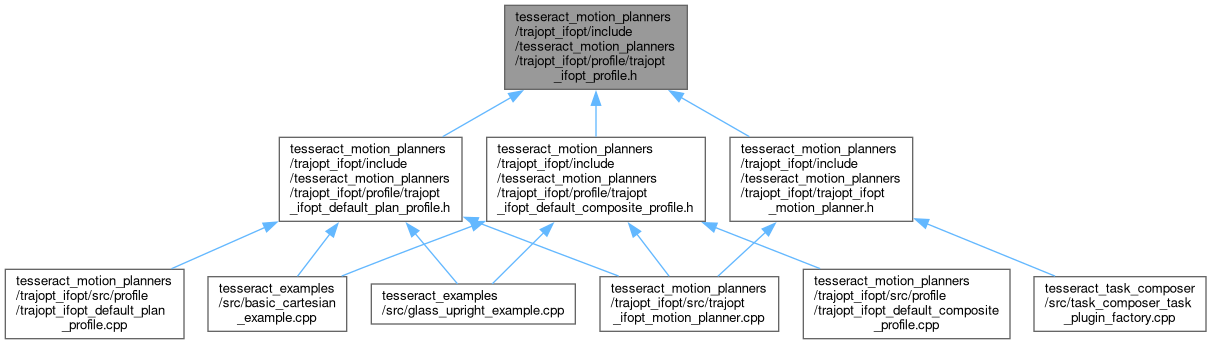 tesseract_motion_planners
/trajopt_ifopt/include
/tesseract_motion_planners
/trajopt_ifopt/profile/trajopt
_ifopt_profile.h
tesseract_motion_planners
/trajopt_ifopt/include
/tesseract_motion_planners
/trajopt_ifopt/profile/trajopt
_ifopt_default_plan_profile.h
tesseract_motion_planners
/trajopt_ifopt/include
/tesseract_motion_planners
/trajopt_ifopt/profile/trajopt
_ifopt_default_composite_profile.h
tesseract_motion_planners
/trajopt_ifopt/include
/tesseract_motion_planners
/trajopt_ifopt/trajopt_ifopt
_motion_planner.h
tesseract_motion_planners
/trajopt_ifopt/src/profile
/trajopt_ifopt_default_plan
_profile.cpp
tesseract_examples
/src/basic_cartesian
_example.cpp
tesseract_examples
/src/glass_upright_example.cpp
tesseract_motion_planners
/trajopt_ifopt/src/trajopt
_ifopt_motion_planner.cpp
tesseract_motion_planners
/trajopt_ifopt/src/profile
/trajopt_ifopt_default_composite
_profile.cpp
tesseract_task_composer
/src/task_composer_task
_plugin_factory.cpp